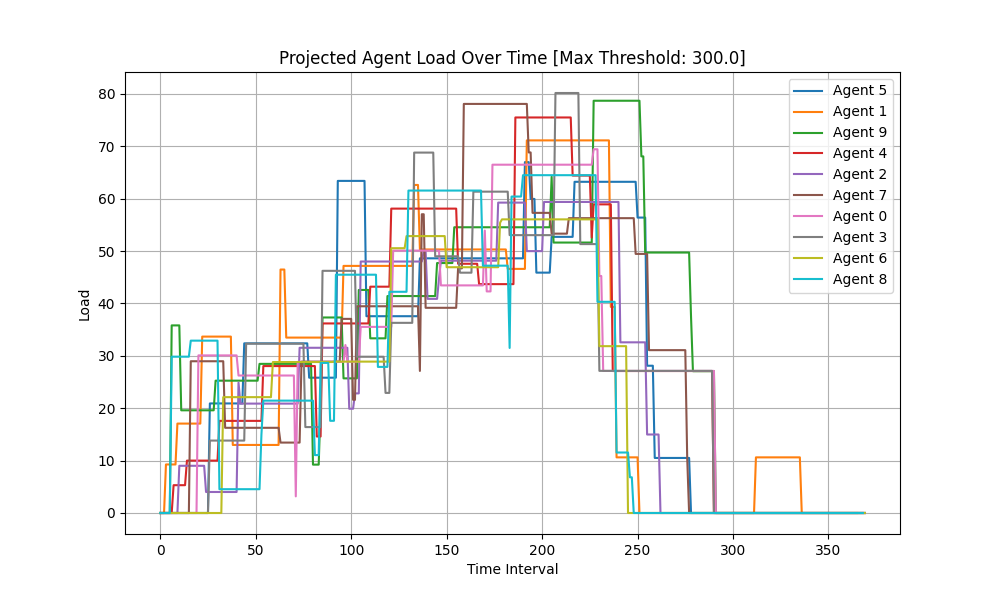 Projected Agent Load Over Time [Max Threshold: 300.0]
Load
80
70
60
50
40
30
20
10
0
0
50
100
150
200
250
300
350
Time Interval
Agent 5
Agent 1
Agent 9
Agent 4
Agent 2
Agent 7
Agent 0
Agent 3
Agent 6
Agent 8